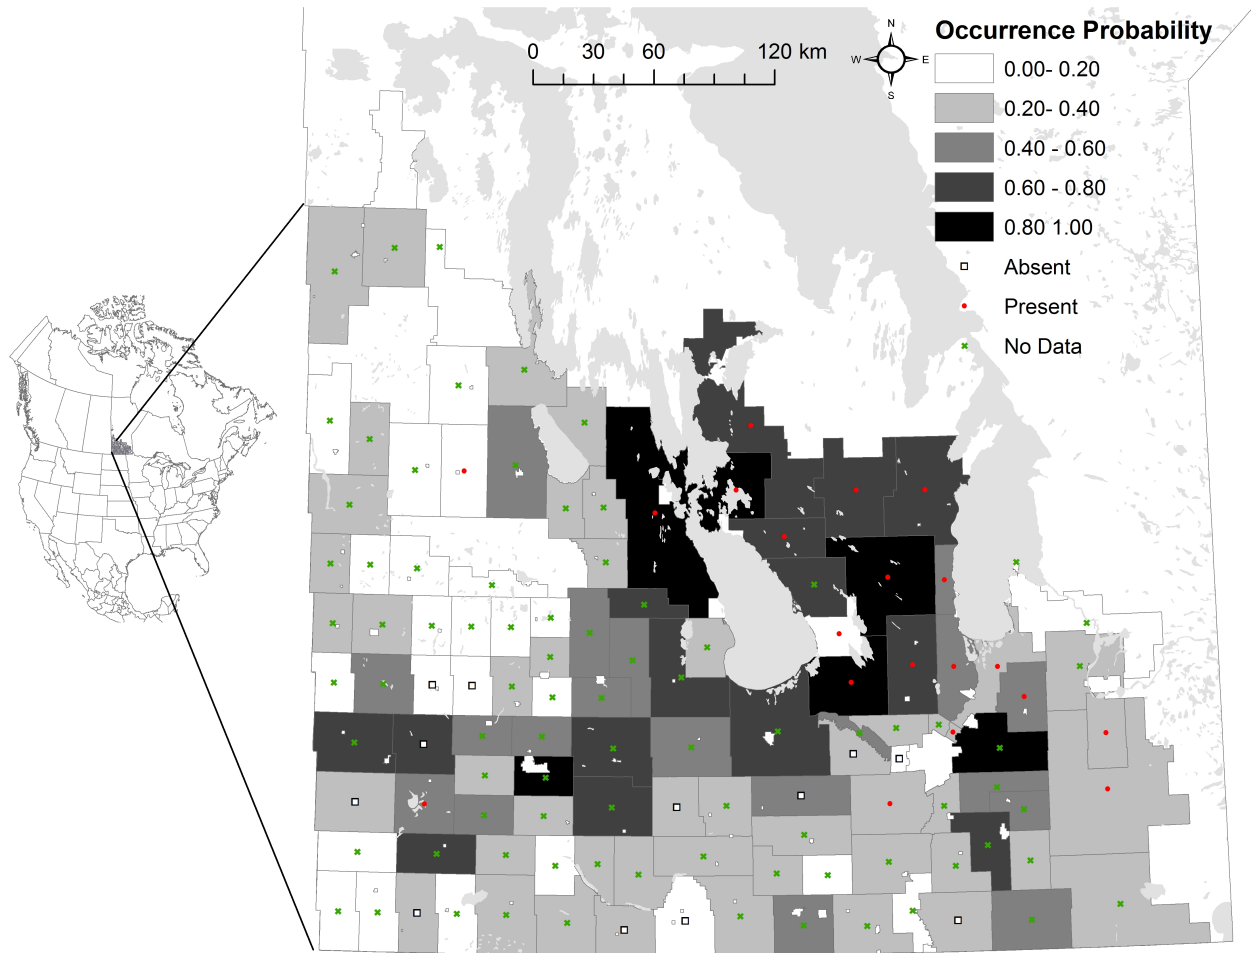 Occurrence Probability
0.00- 0.20
0.20- 0.40
0.40 - 0.60
0.60 - 0.80
0.80 1.00
Absent
Present
No Data
0 30 60 120 km
N
W E
S